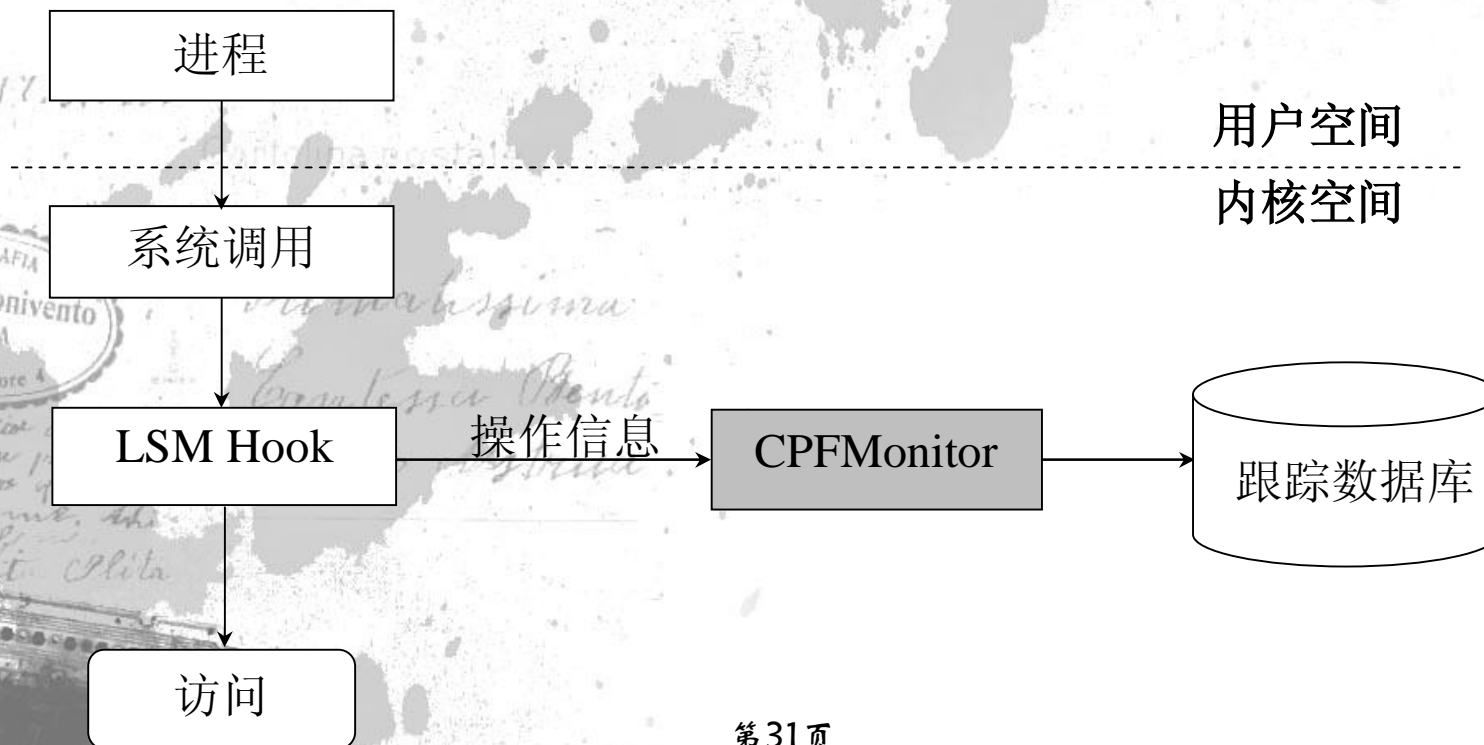 进程
用户空间
内核空间
系统调用
LSM Hook
操作信息
CPFMonitor
跟踪数据库
访问
第31页